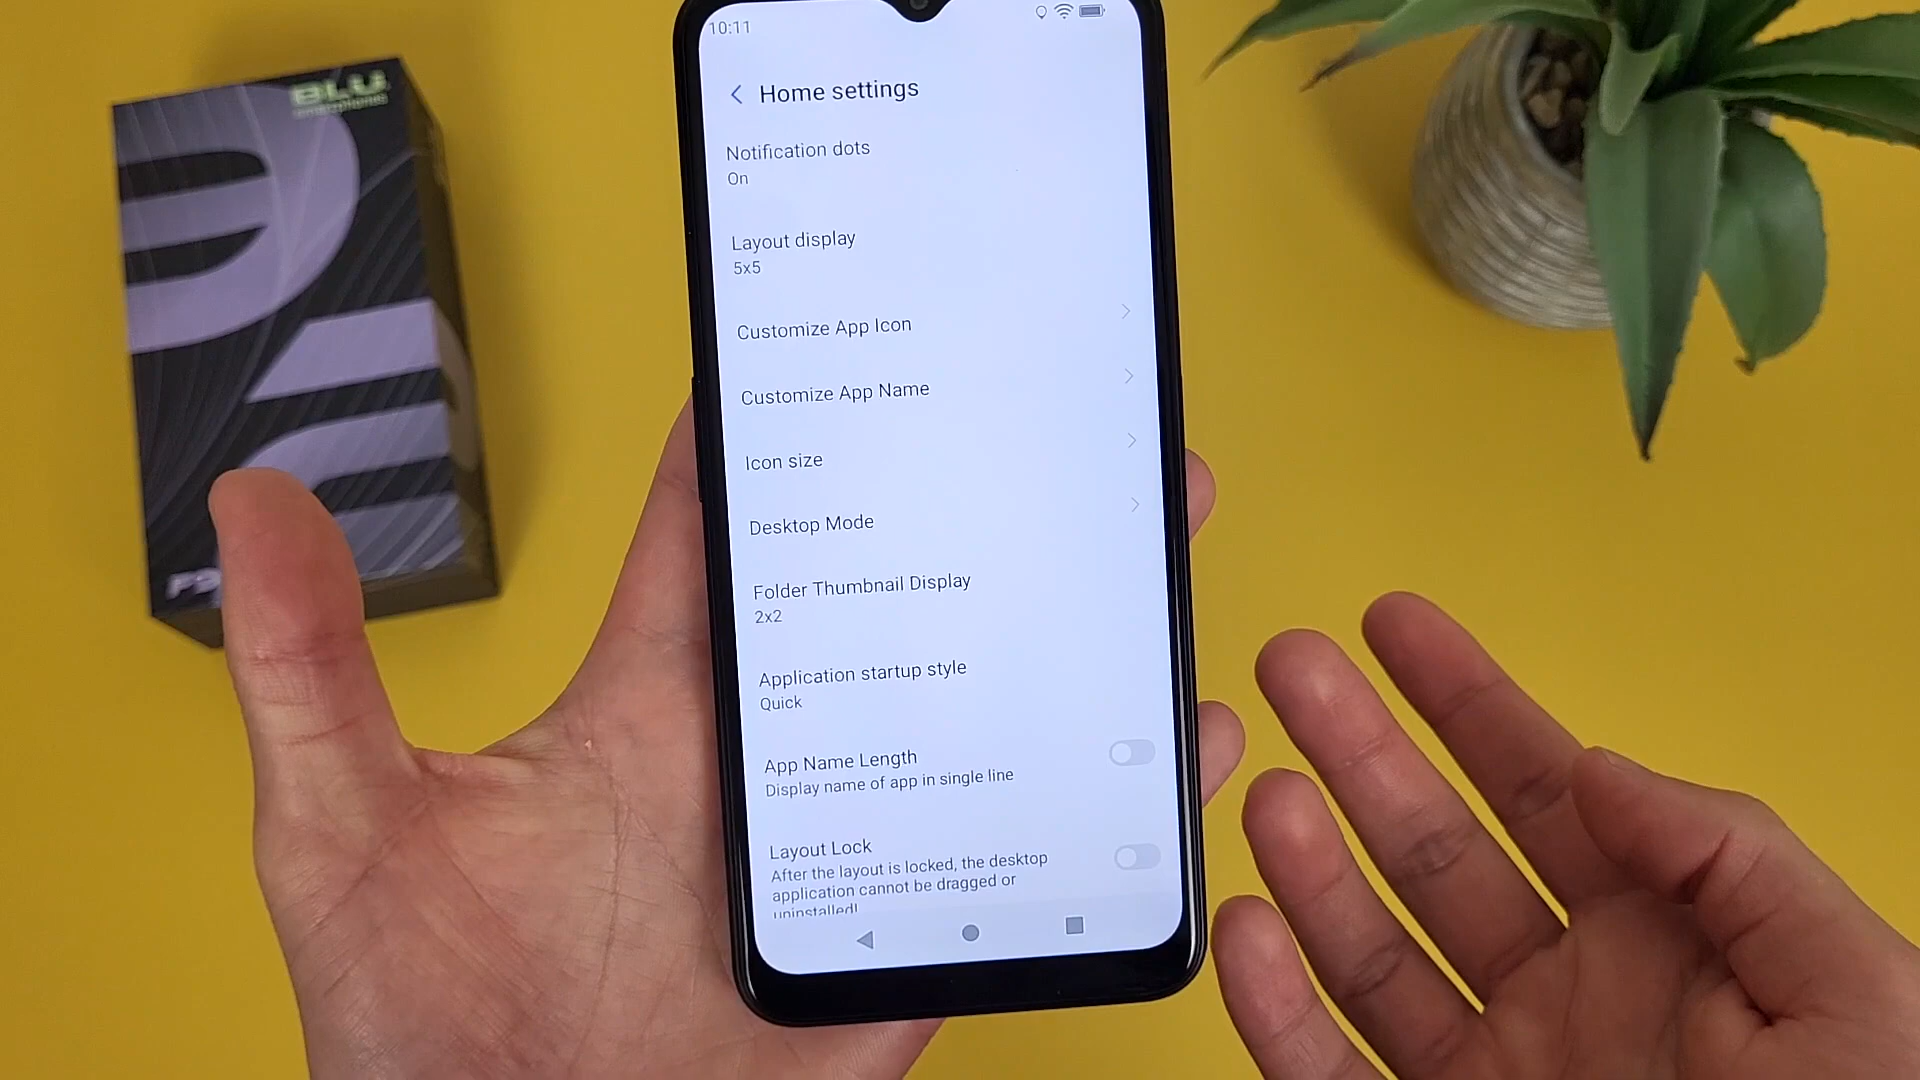 BLU
10:11
Home settings
Notification dots
On
Layout display
5x5
Customize App Icon
Customize App Name
Icon size
Desktop Mode
Folder Thumbnail Display
2x2
Application startup style
Quick
App Name Length
Display name of app in single line
Layout Lock
After the layout is locked, the desktop
application cannot be dragged or
uninstalled!